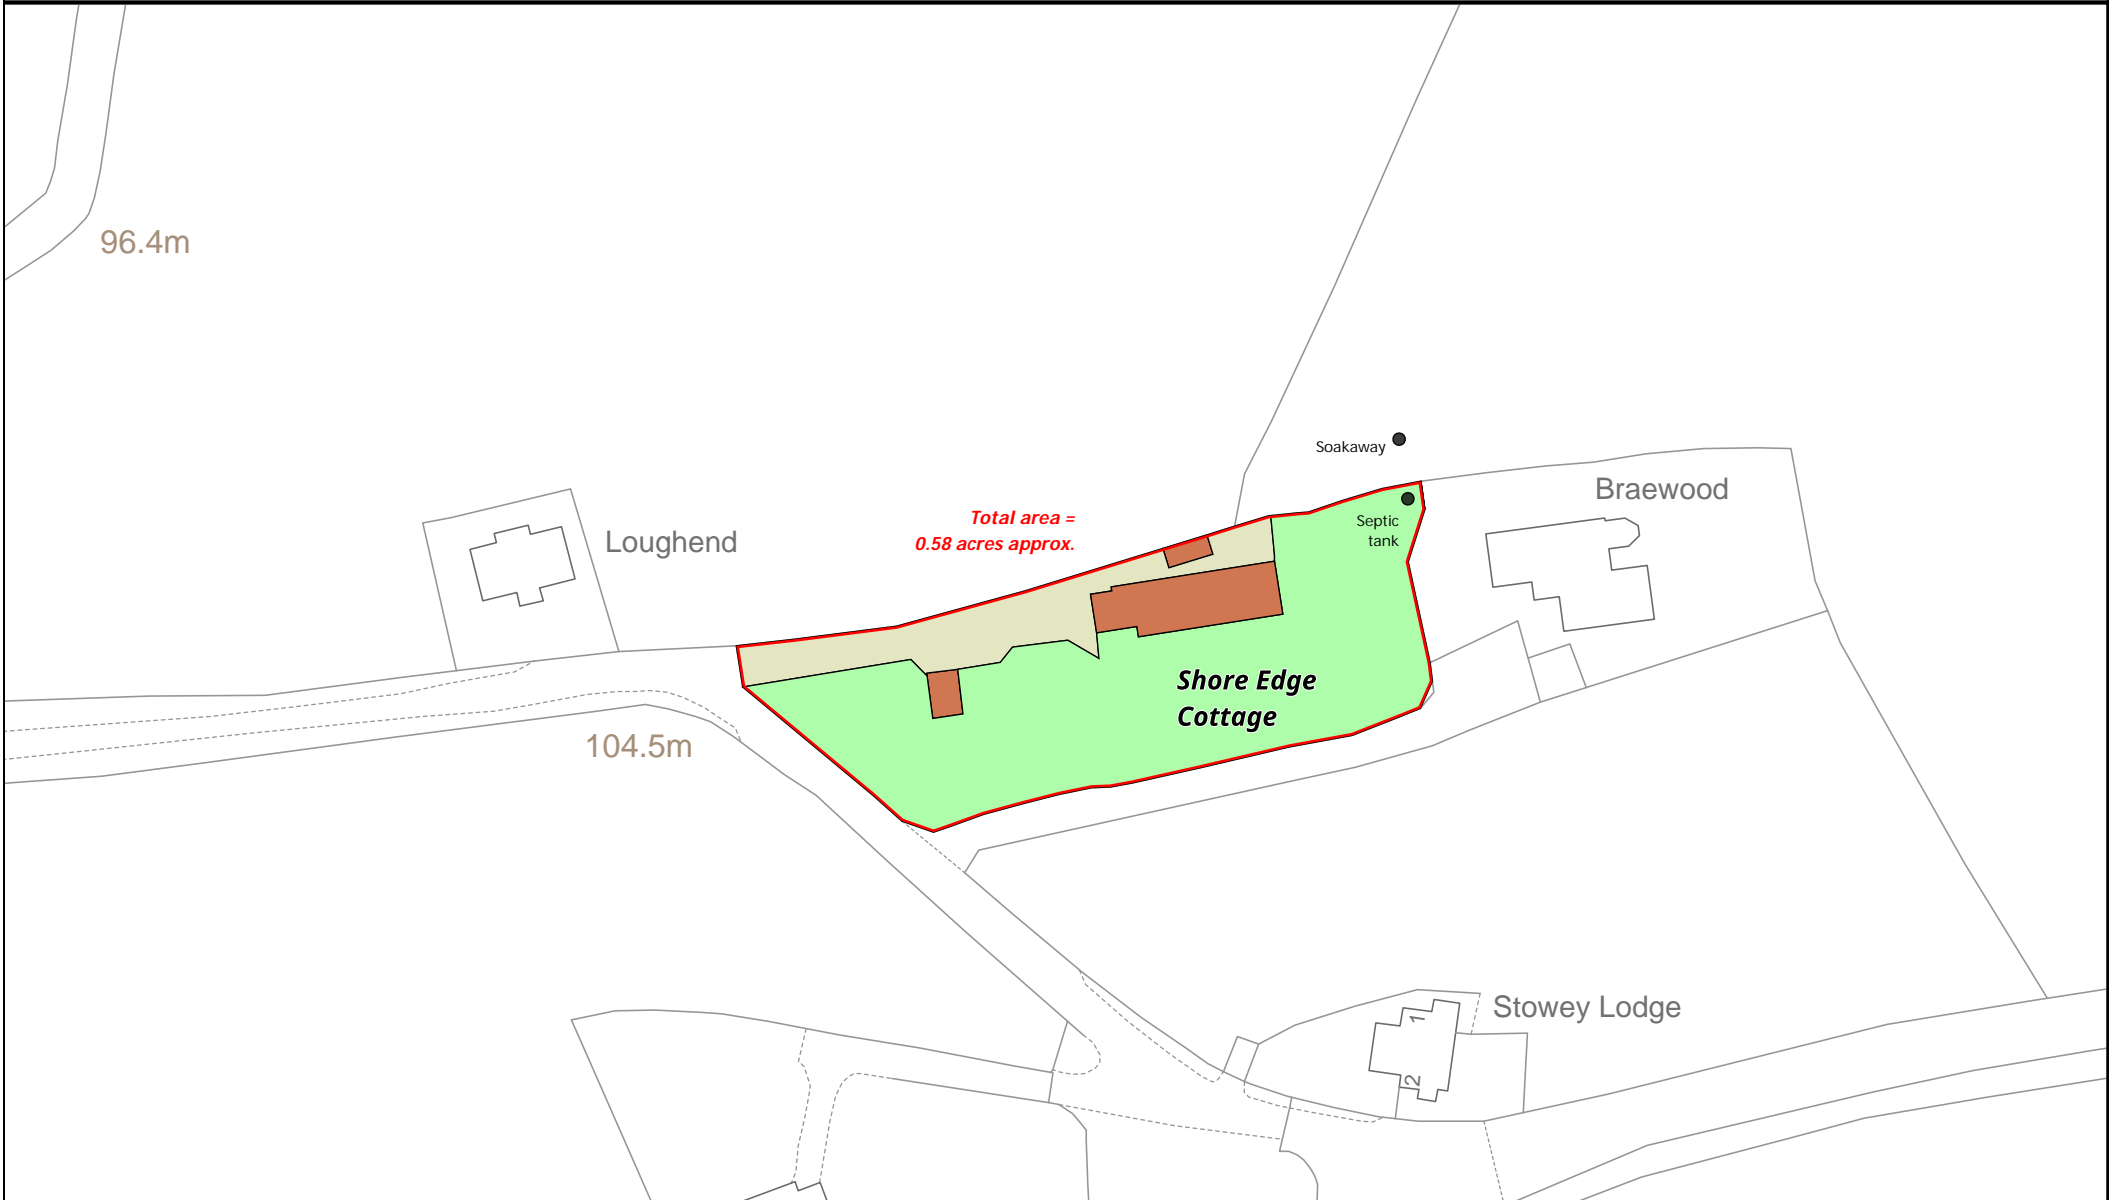 96.4m
Soakaway
Braewood
Total area =
0.58 acres approx.
Septic
tank
Loughend
Shore Edge
Cottage
104.5m
Stowey Lodge
1
2